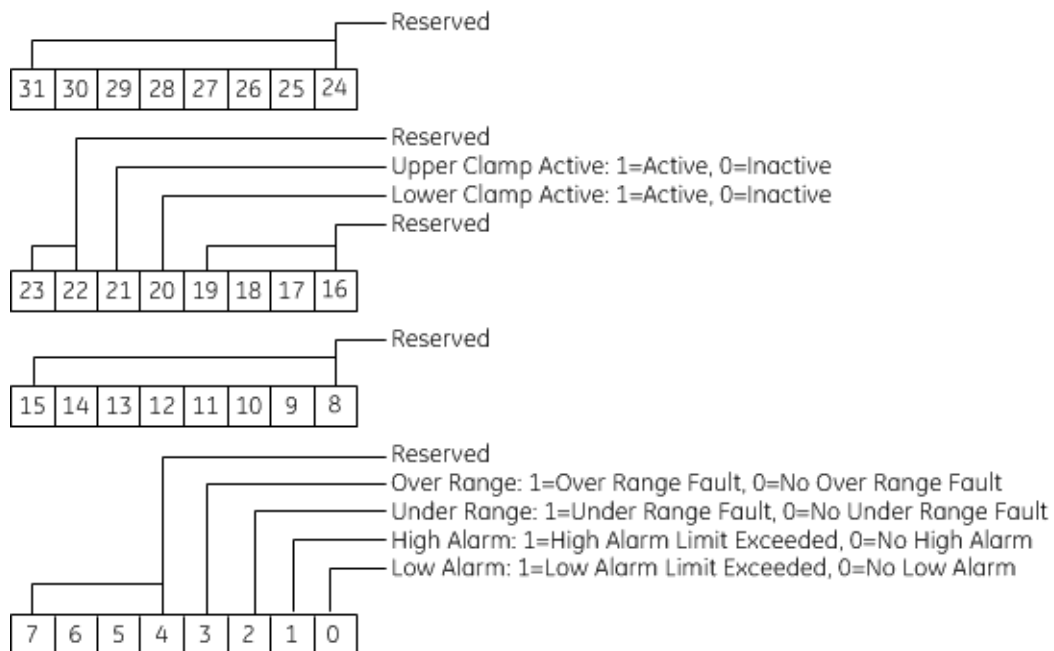 Reserved
31 30 29 28 27 26 25 24
Reserved
Upper Clamp Active: 1=Active, 0=Inactive
Lower Clamp Active: 1=Active, 0=Inactive
Reserved
23 22 21 20 19 18 17 16
Reserved
15 14 13 12 11 10 9 8
Reserved
Over Range: 1=Over Range Fault, 0=No Over Range Fault
Under Range: 1=Under Range Fault, 0=No Under Range Fault
High Alarm: 1=High Alarm Limit Exceeded, 0=No High Alarm
Low Alarm: 1=Low Alarm Limit Exceeded, 0=No Low Alarm
7 6 5 4 3 2 1 0